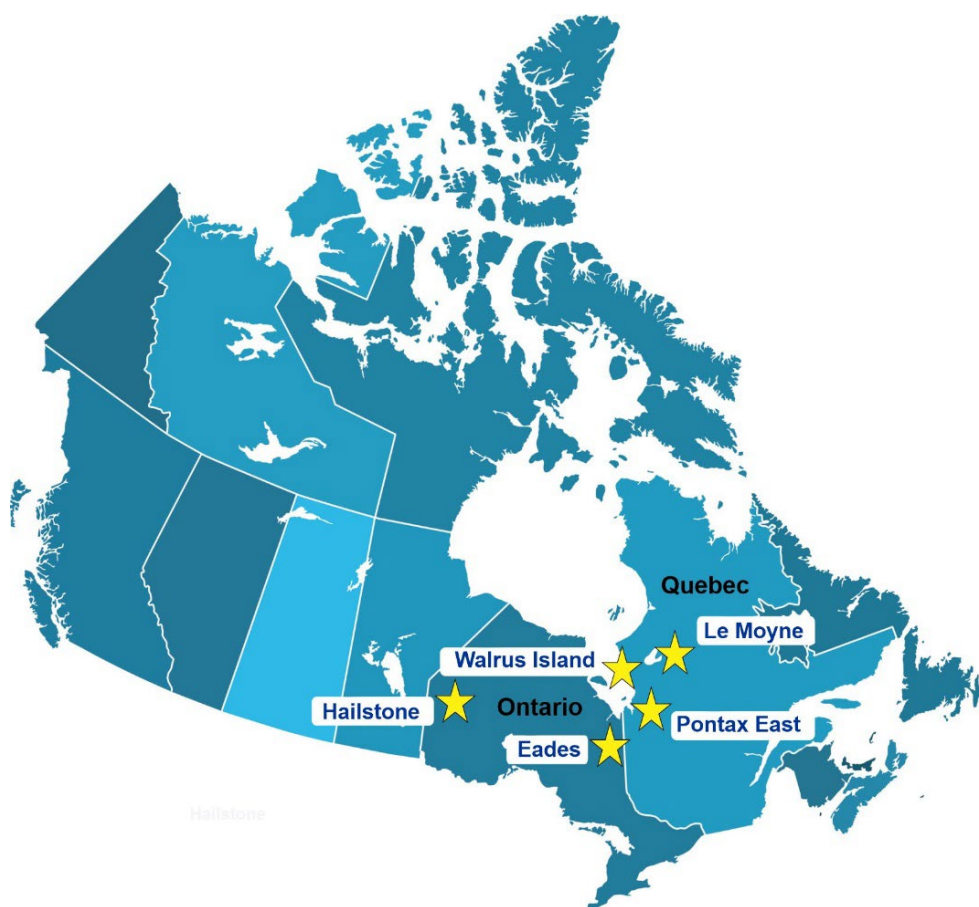 Quebec
Le Moyne
Walrus Island
Hailstone
Ontario
Pontax East
Eades
Hailstone